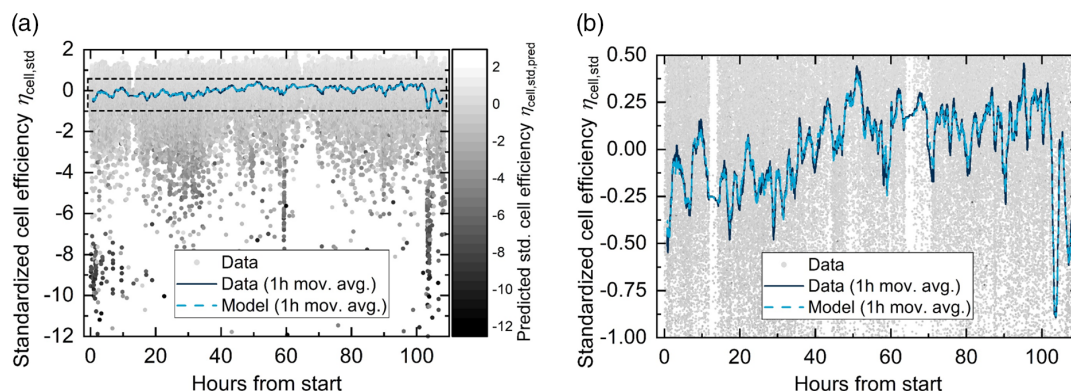 (a)
Standardized cell efficiency ηcell,std
2
0
-2
-4
-6
-8
-10
-12
0 20 40 60 80 100
Hours from start
Data
Data (1h mov. avg.)
Model (1h mov. avg.)
2
0
-2
-4
-6
-8
-10
-12
Predicted std. cell efficiency ηcell,std,pred
(b)
Standardized cell efficiency ηcell,std
0.50
0.25
0.00
-0.25
-0.50
-0.75
-1.00
0 20 40 60 80 100
Hours from start
Data
Data (1h mov. avg.)
Model (1h mov. avg.)